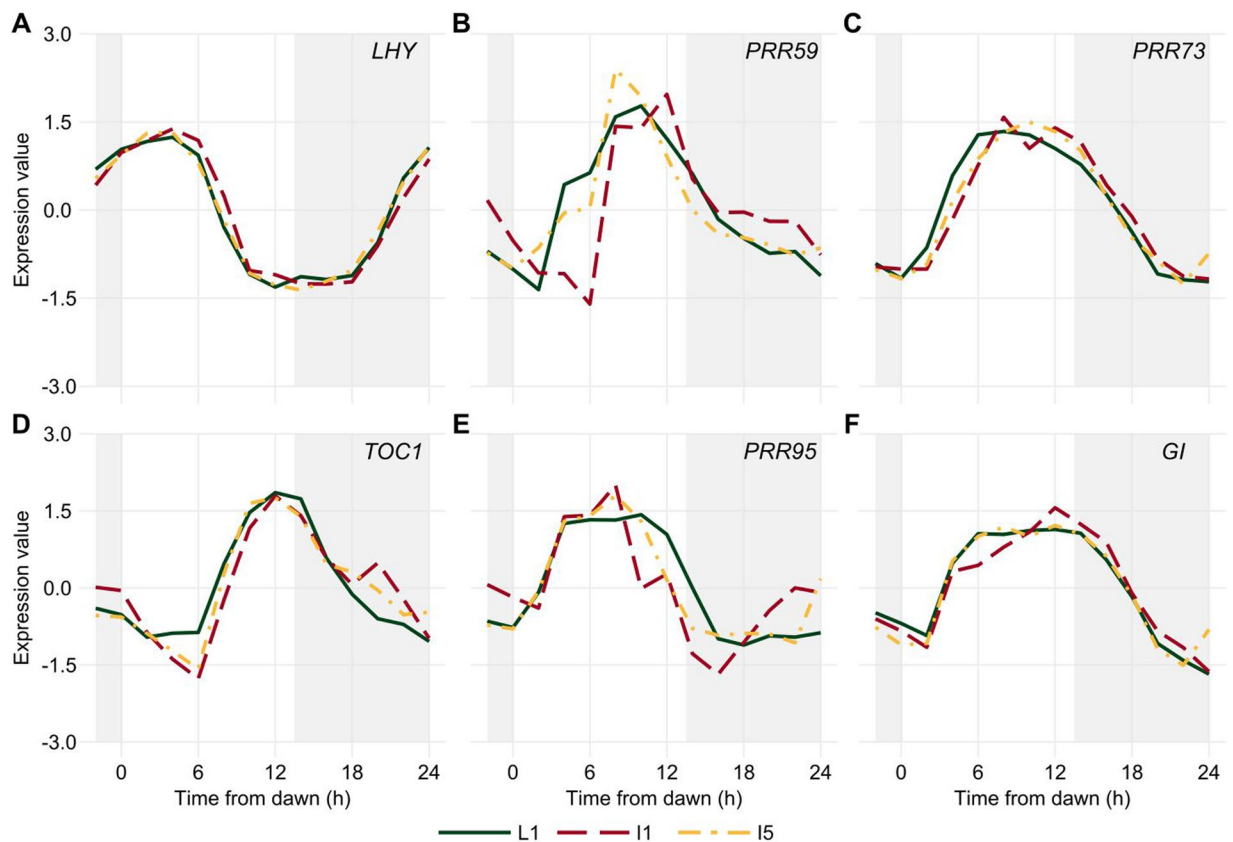 A
B
C
3.0
LHY
PRR59
PRR73
1.5
Expression value
0.0
-1.5
-3.0
D
E
F
3.0
TOC1
PRR95
GI
1.5
Expression value
0.0
-1.5
-3.0
0 6 12 18 24
0 6 12 18 24
0 6 12 18 24
Time from dawn (h)
Time from dawn (h)
Time from dawn (h)
L1 I1 I5